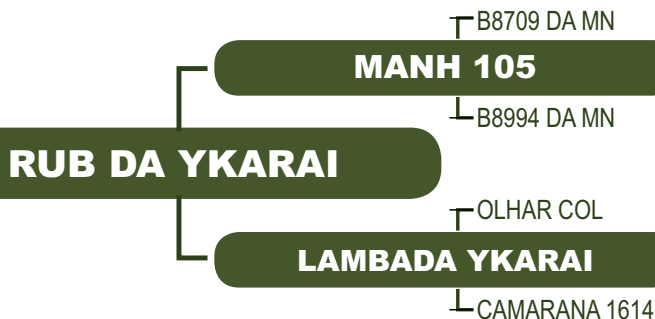 B8709 DA MN
MANH 105
B8994 DA MN
RUB DA YKARAI
OLHAR COL
LAMBADA YKARAI
CAMARANA 1614